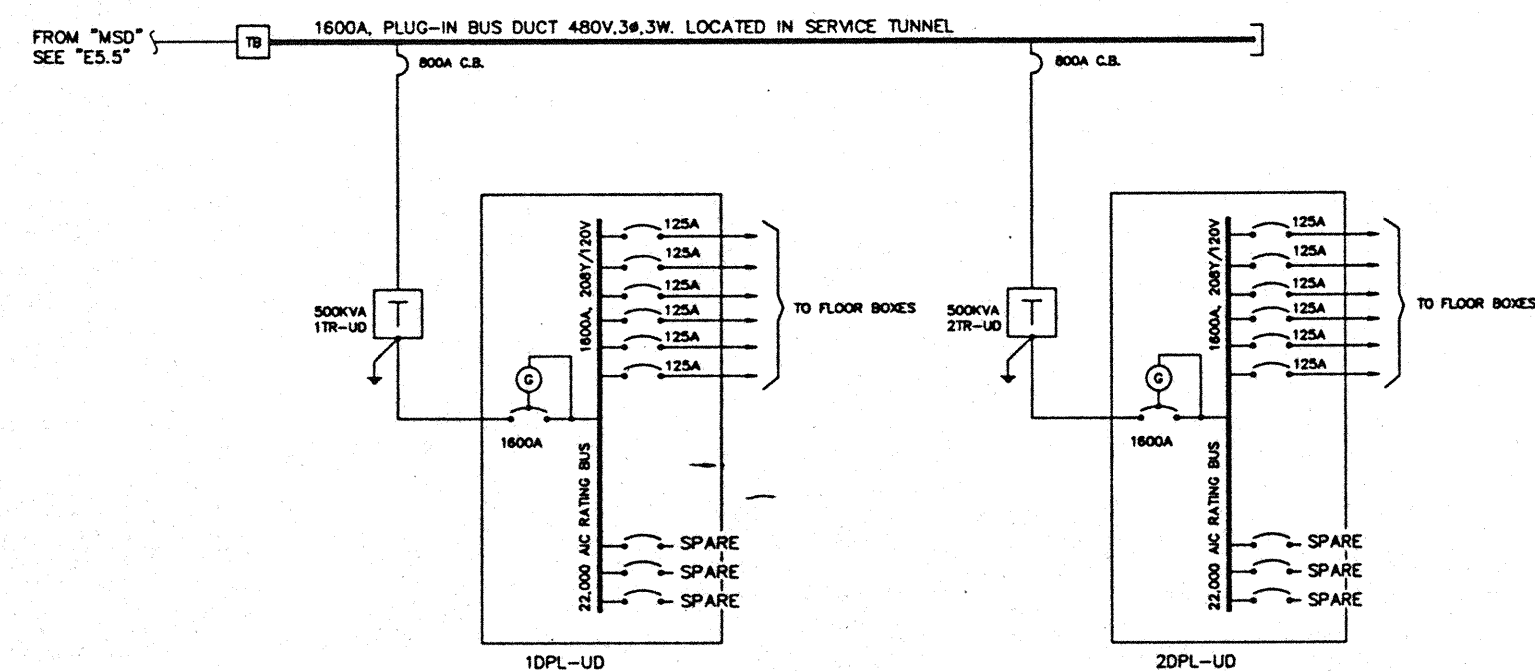 FROM "MSD"
SEE "E5.5"
TB
1600A, PLUG-IN BUS DUCT 480V,3ø,3W. LOCATED IN SERVICE TUNNEL
800A C.B.
800A C.B.
500KVA
1TR-UD
G
1600A
1600A, 208Y/120V
22,000 AIC RATING BUS
125A
125A
125A
125A
125A
125A
TO FLOOR BOXES
SPARE
SPARE
SPARE
1DPL-UD
500KVA
2TR-UD
G
1600A
1600A, 208Y/120V
22,000 AIC RATING BUS
125A
125A
125A
125A
125A
125A
TO FLOOR BOXES
SPARE
SPARE
SPARE
2DPL-UD